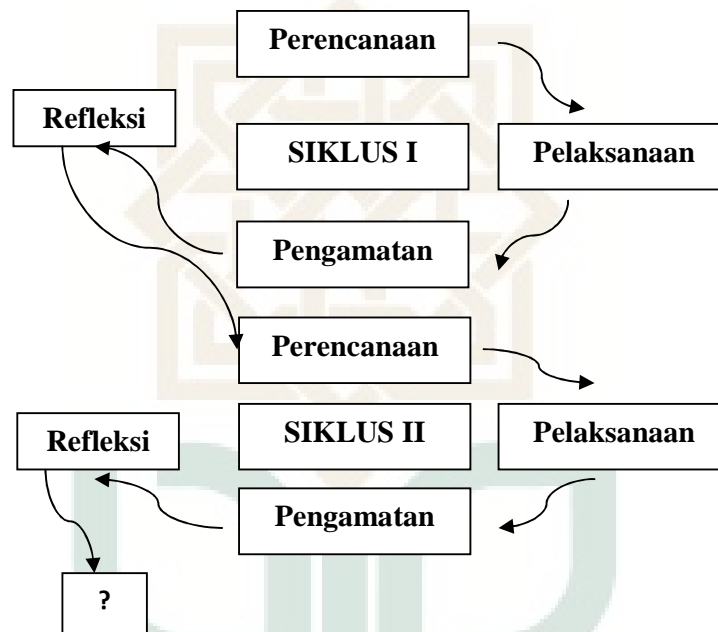 Perencanaan
Refleksi
SIKLUS I
Pelaksanaan
Pengamatan
Perencanaan
Refleksi
SIKLUS II
Pelaksanaan
Pengamatan
?